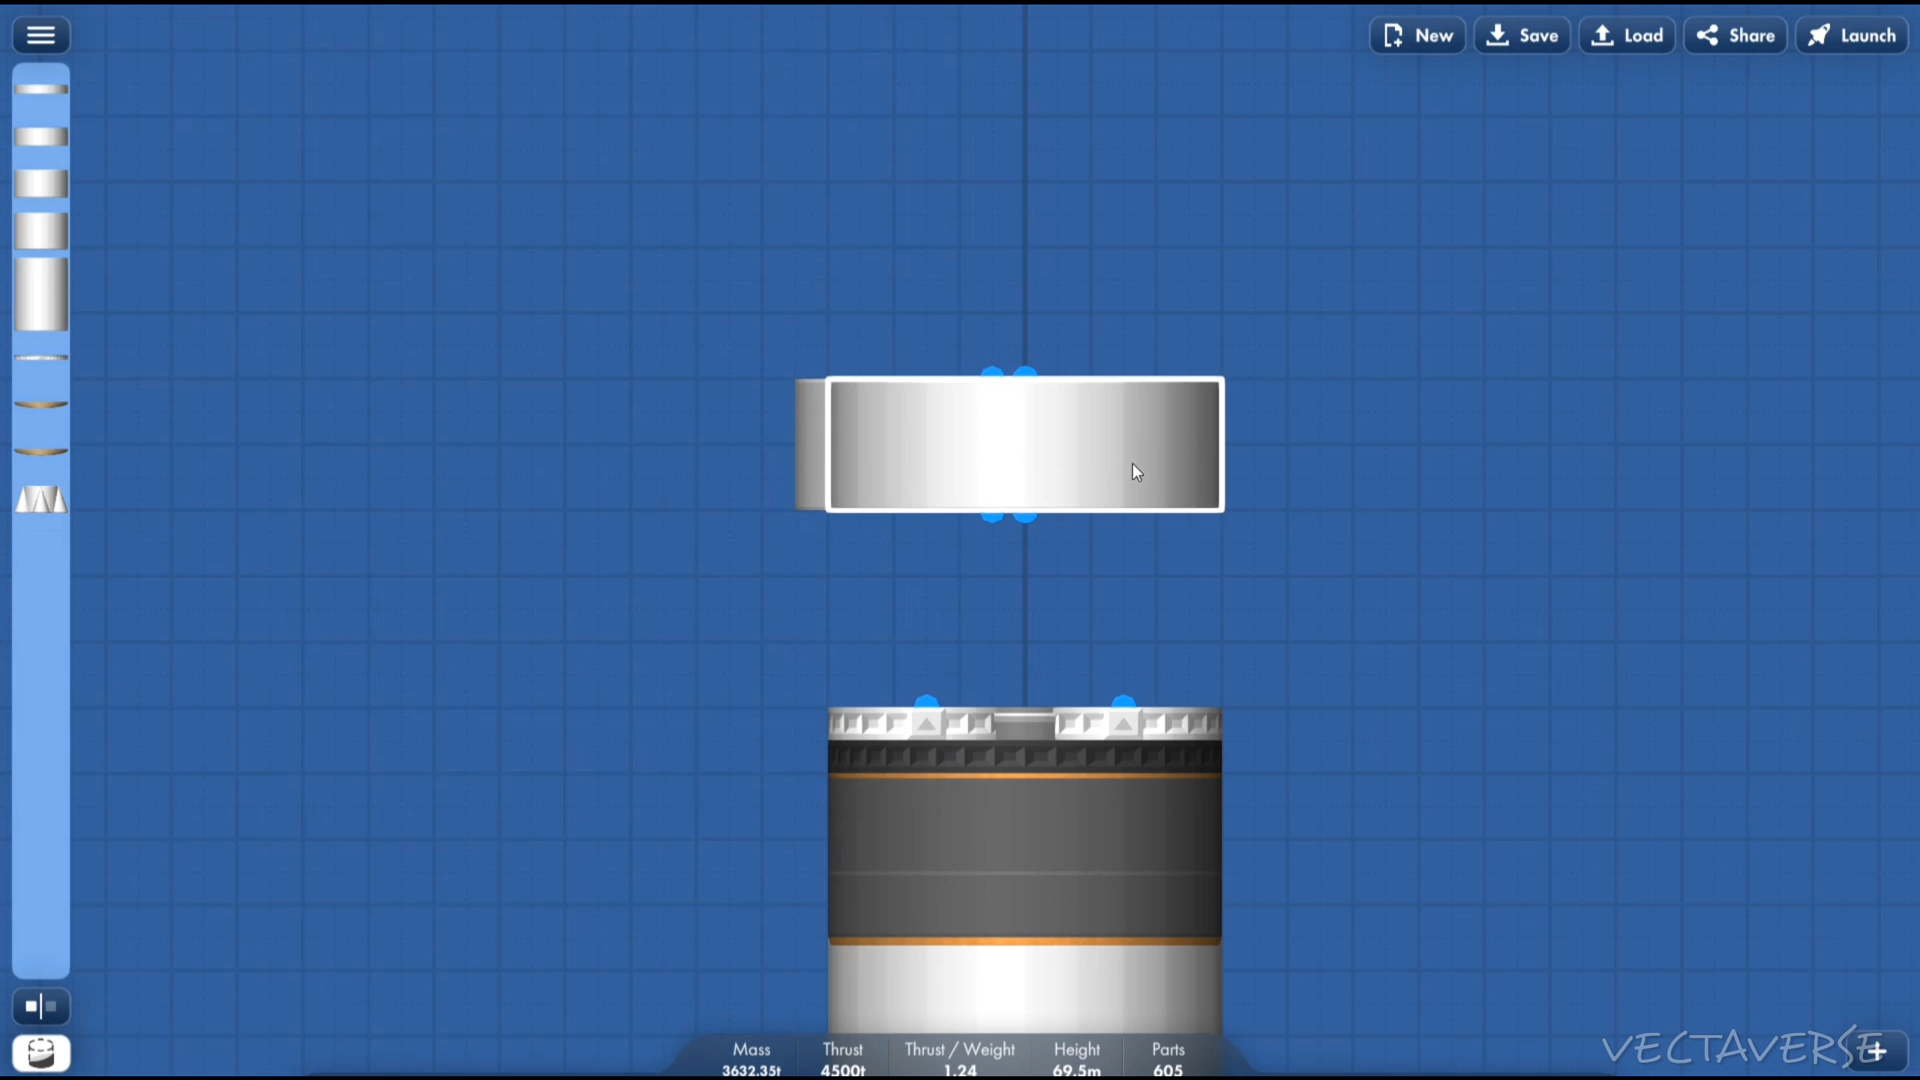 New Save Load Share Launch
Mass Thrust Thrust / Weight Height Parts
3632.35t 4500t 1.24 69.5m 605
VECTAVERSE